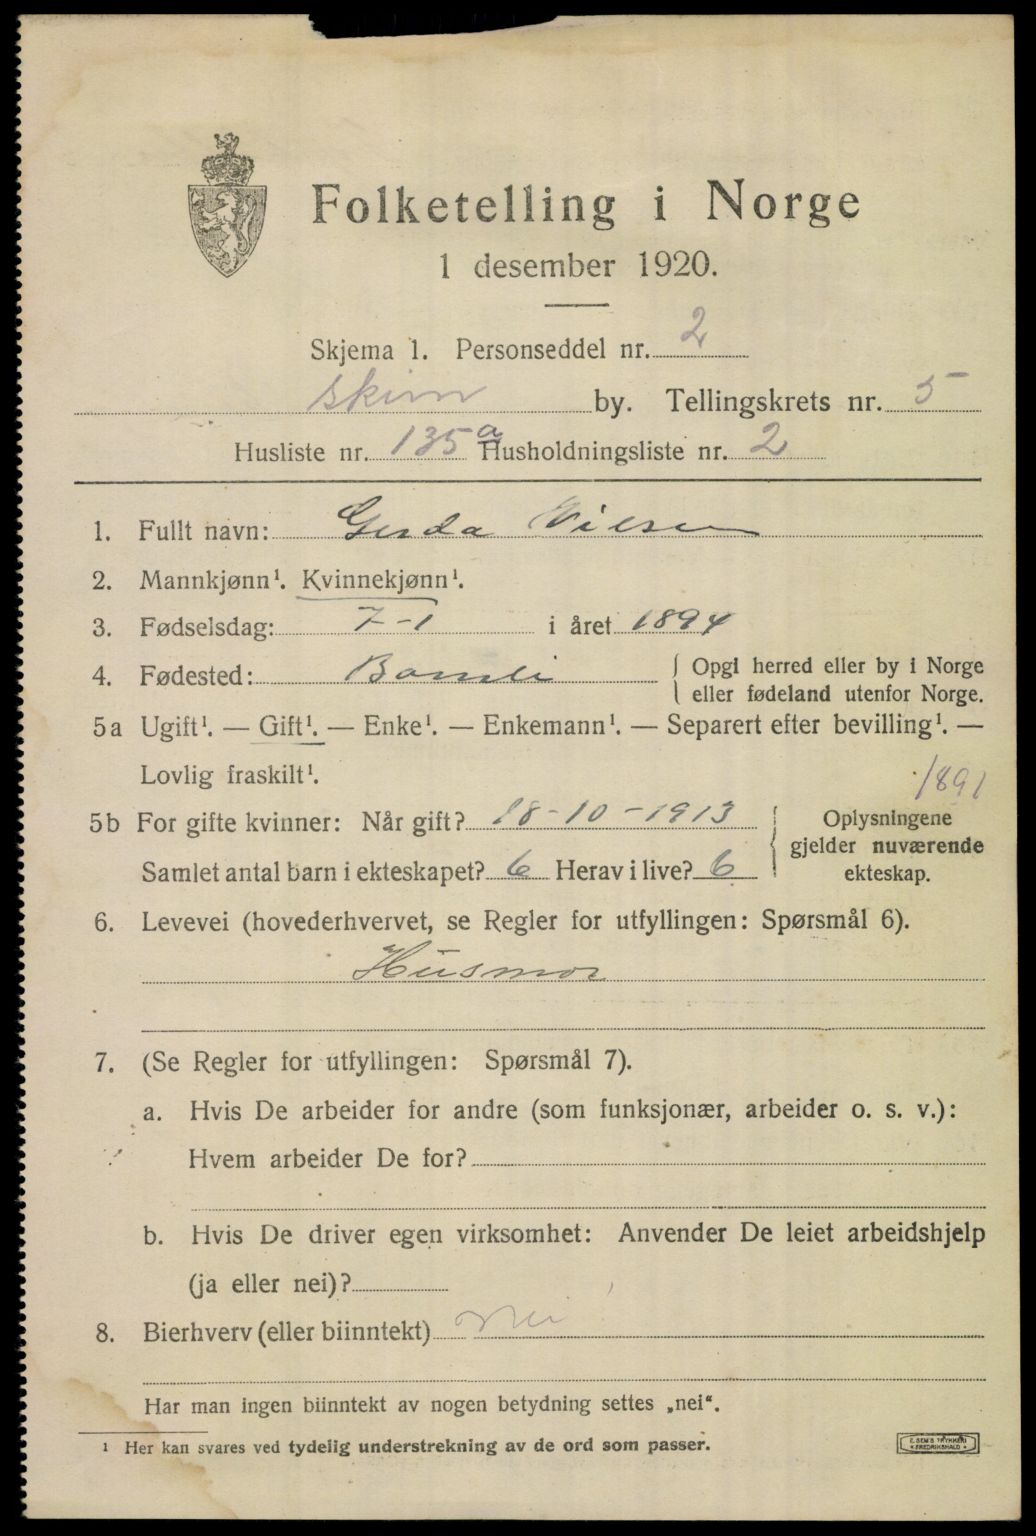 Folketelling i Norge
1 desember 1920.
Skjema 1. Personseddel nr. 2
Skien by. Tellingskrets nr. 5
Husliste nr. 135 a Husholdningsliste nr. 2
1. Fullt navn: Gerda Nilsen
2. Mannkjønn¹. Kvinnekjønn¹.
3. Fødselsdag: 7-1 i året 1894
4. Fødested: Bamle { Opgi herred eller by i Norge
eller fødeland utenfor Norge.
5a Ugift¹. — Gift¹. — Enke¹. — Enkemann¹. — Separert efter bevilling¹. —
Lovlig fraskilt¹.
1891
5b For gifte kvinner: Når gift? 18-10-1913 { Oplysningene
gjelder nuværende
Samlet antal barn i ekteskapet? 6 Herav i live? 6 ekteskap.
6. Levevei (hovederhvervet, se Regler for utfyllingen: Spørsmål 6).
Husmor
7. (Se Regler for utfyllingen: Spørsmål 7).
a. Hvis De arbeider for andre (som funksjonær, arbeider o. s. v.):
Hvem arbeider De for?
b. Hvis De driver egen virksomhet: Anvender De leiet arbeidshjelp
(ja eller nei)?
8. Bierhverv (eller biinntekt) nei
Har man ingen biinntekt av nogen betydning settes „nei“.
¹ Her kan svares ved tydelig understrekning av de ord som passer.
E. SEM'S TRYKKERI
FREDRIKSHALD